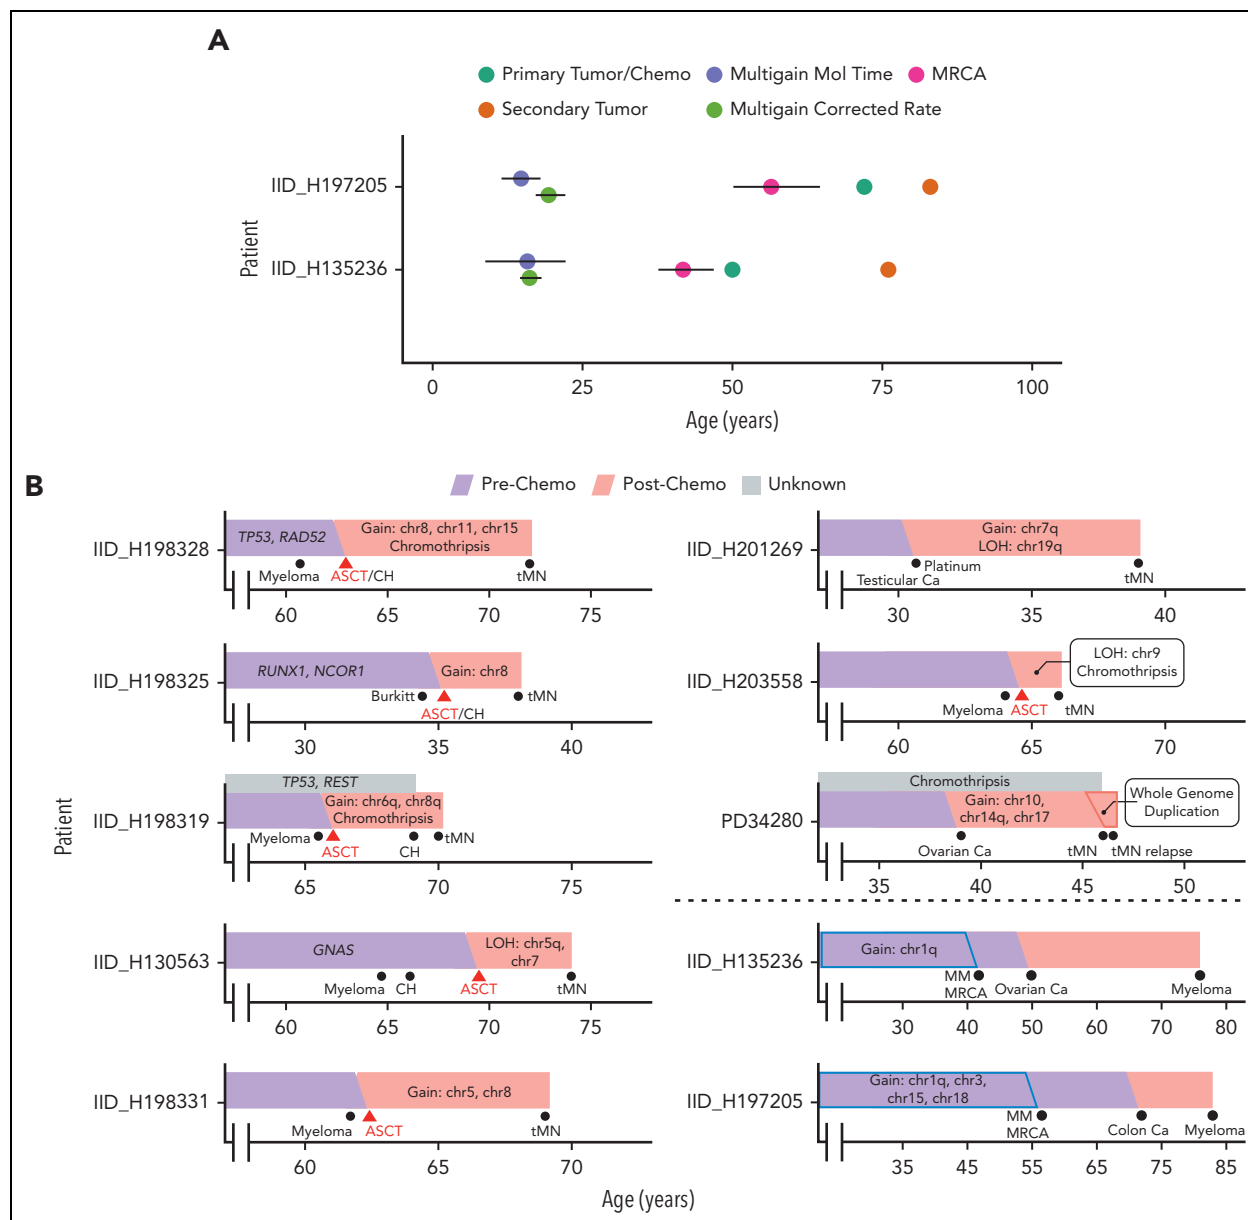 A
Primary Tumor/Chemo
Multigain Mol Time
MRCA
Secondary Tumor
Multigain Corrected Rate
Patient
IID_H197205
IID_H135236
0 25 50 75 100
Age (years)
B
Pre-Chemo
Post-Chemo
Unknown
Patient
IID_H198328
TP53, RAD52
Gain: chr8, chr11, chr15
Chromothripsis
Myeloma
ASCT/CH
tMN
60 65 70 75
IID_H198325
RUNX1, NCOR1
Gain: chr8
Burkitt
ASCT/CH
tMN
30 35 40
IID_H198319
TP53, REST
Gain: chr6q, chr8q
Chromothripsis
Myeloma
ASCT
CH
tMN
65 70 75
IID_H130563
GNAS
LOH: chr5q,
chr7
Myeloma
CH
ASCT
tMN
60 65 70 75
IID_H198331
Gain: chr5, chr8
Myeloma
ASCT
tMN
60 65 70
IID_H201269
Gain: chr7q
LOH: chr19q
Testicular Ca
Platinum
tMN
30 35 40
IID_H203558
LOH: chr9
Chromothripsis
Myeloma
ASCT
tMN
60 65 70
PD34280
Chromothripsis
Gain: chr10,
chr14q, chr17
Whole Genome
Duplication
Ovarian Ca
tMN
tMN relapse
35 40 45 50
IID_H135236
Gain: chr1q
MM
MRCA
Ovarian Ca
Myeloma
30 40 50 60 70 80
IID_H197205
Gain: chr1q, chr3,
chr15, chr18
MM
MRCA
Colon Ca
Myeloma
35 45 55 65 75 85
Age (years)